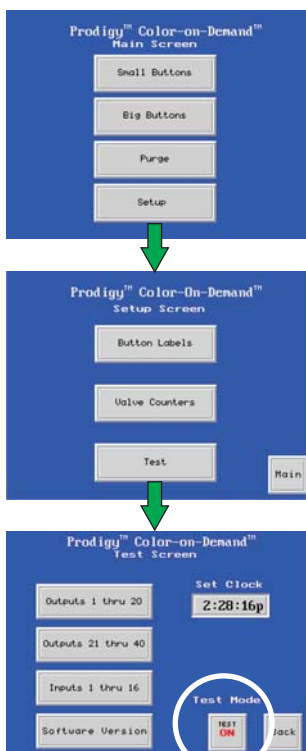 Prodigy™ Color-on-Demand™
Main Screen
Small Buttons
Big Buttons
Purge
Setup
Prodigy™ Color-On-Demand™
Setup Screen
Button Labels
Valve Counters
Test
Main
Prodigy™ Color-on-Demand™
Test Screen
Set Clock
Outputs 1 thru 20
2:28:16p
Outputs 21 thru 40
Inputs 1 thru 16
Test Mode
Software Version
TEST
ON
Back